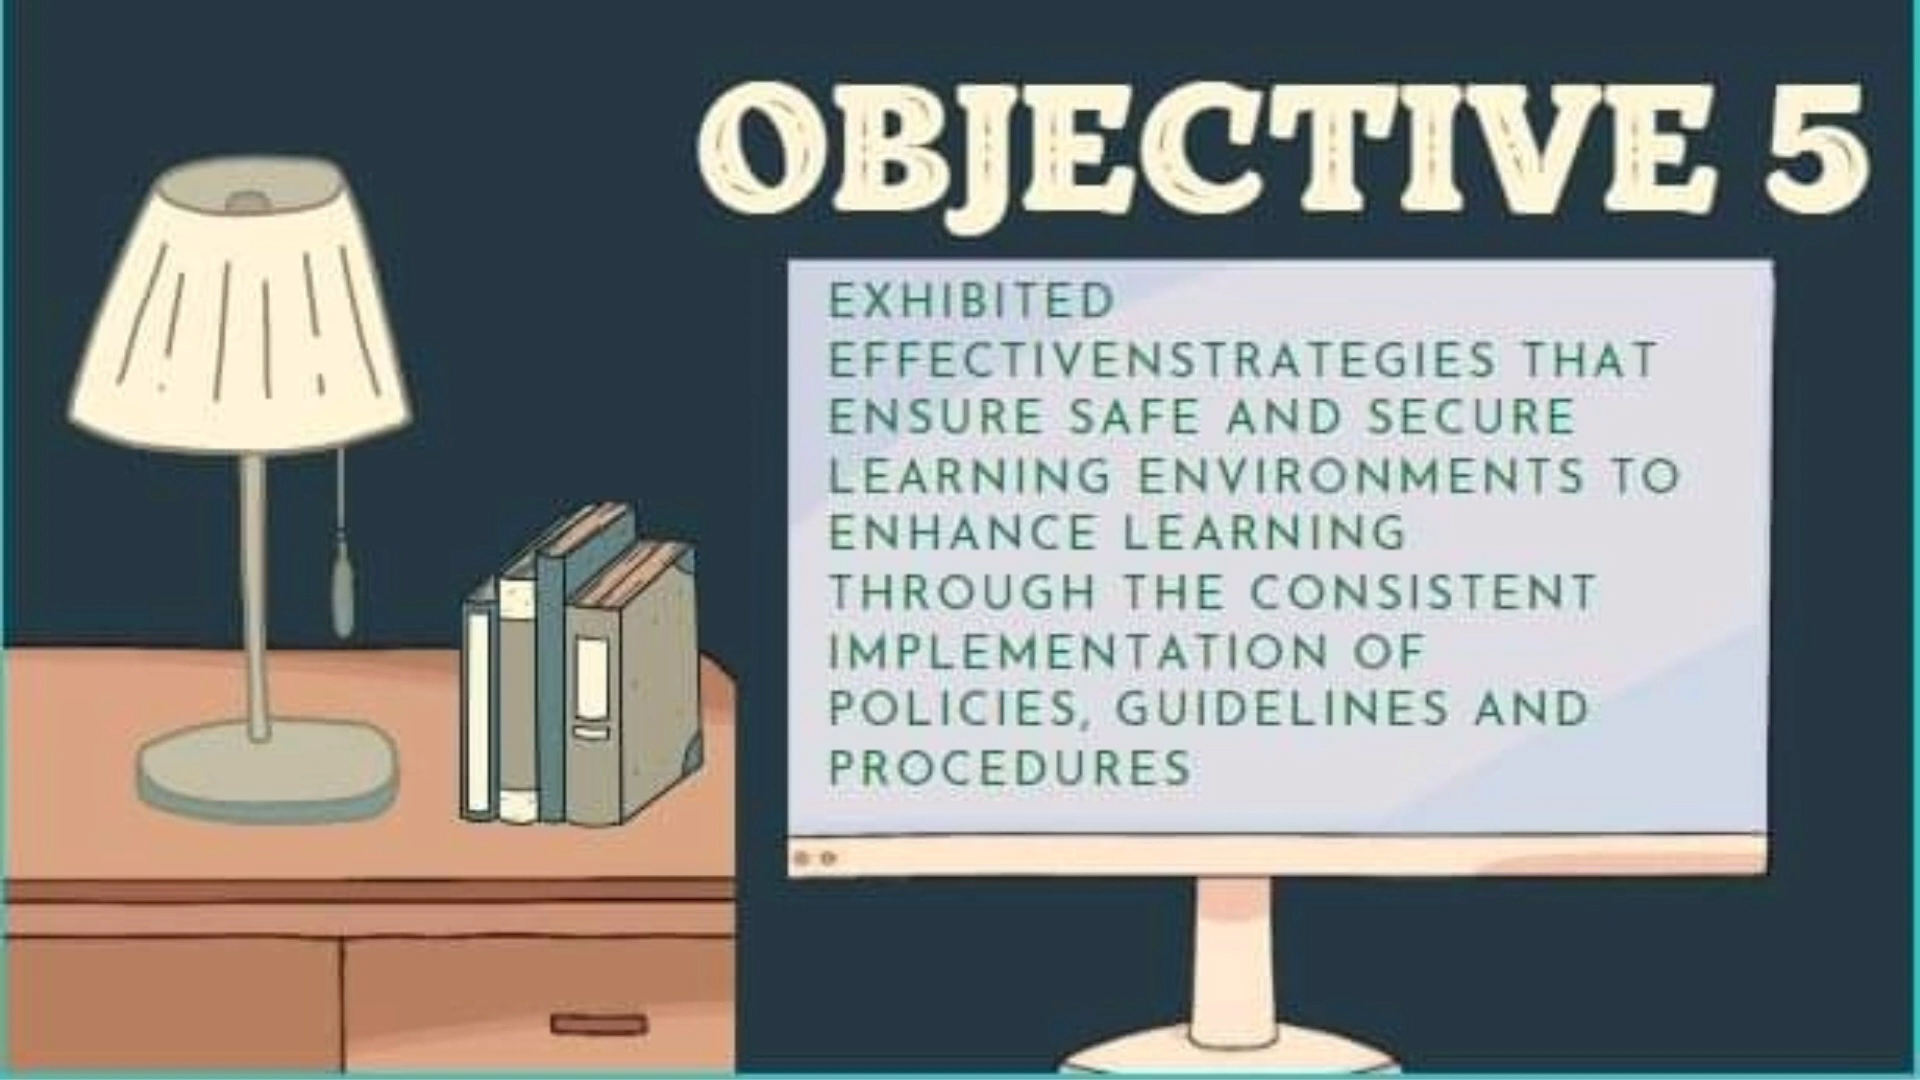 OBJECTIVE 5
EXHIBITED
EFFECTIVENSTRATEGIES THAT
ENSURE SAFE AND SECURE
LEARNING ENVIRONMENTS TO
ENHANCE LEARNING
THROUGH THE CONSISTENT
IMPLEMENTATION OF
POLICIES, GUIDELINES AND
PROCEDURES